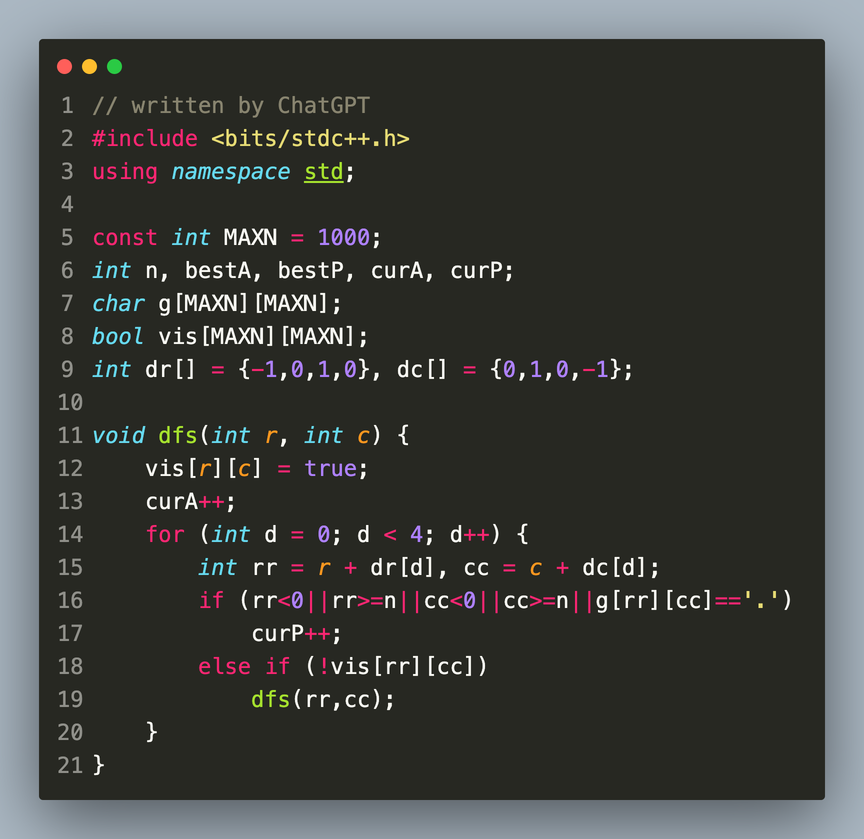 1 // written by ChatGPT
2 #include <bits/stdc++.h>
3 using namespace std;
4
5 const int MAXN = 1000;
6 int n, bestA, bestP, curA, curP;
7 char g[MAXN][MAXN];
8 bool vis[MAXN][MAXN];
9 int dr[] = {-1,0,1,0}, dc[] = {0,1,0,-1};
10
11 void dfs(int r, int c) {
12     vis[r][c] = true;
13     curA++;
14     for (int d = 0; d < 4; d++) {
15         int rr = r + dr[d], cc = c + dc[d];
16         if (rr<0||rr>=n||cc<0||cc>=n||g[rr][cc]=='.')
17             curP++;
18         else if (!vis[rr][cc])
19             dfs(rr,cc);
20     }
21 }